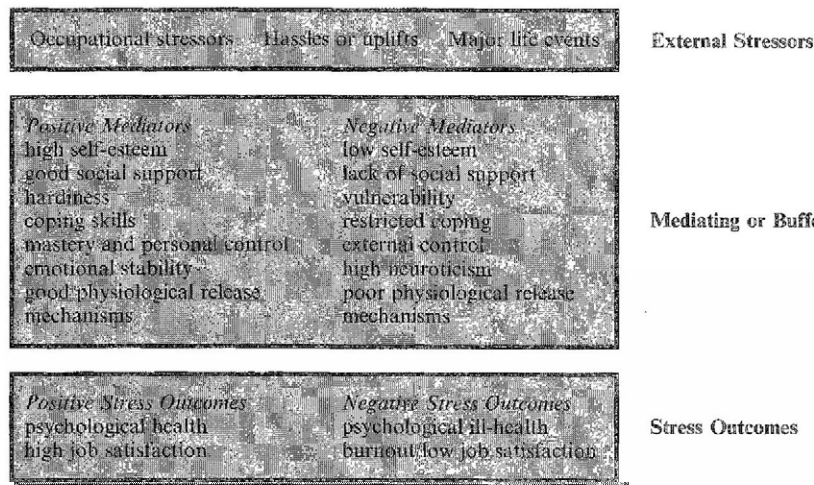 Occupational stressors Hassles or uplifts Major life events
External Stressors
Positive Mediators
high self-esteem
good social support
hardiness
coping skills
mastery and personal control
emotional stability
good physiological release
mechanisms
Negative Mediators
low self-esteem
lack of social support
vulnerability
restricted coping
external control
high neuroticism
poor physiological release
mechanisms
Mediating or Buffe
Positive Stress Outcomes
psychological health
high job satisfaction
Negative Stress Outcomes
psychological ill-health
burnout/low job satisfaction
Stress Outcomes